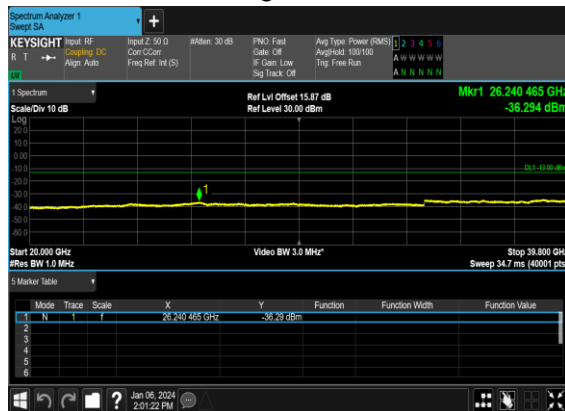 Spectrum Analyzer 1
Swept SA
+
KEYSIGHT Input: RF Input Z: 50 Ω #Atten: 30 dB PNO: Fast Avg Type: Power (RMS) 1 2 3 4 5 6
R T Coupling: DC Corr CCorr Gate: Off Avg|Hold: 100/100 A W W W W W
Align: Auto Freq Ref: Int (S) IF Gain: Low Trig: Free Run
Sig Track: Off A N N N N N
LW
1 Spectrum Ref Lvl Offset 15.87 dB Mkr1 26.240 465 GHz
Scale/Div 10 dB Ref Level 30.00 dBm -36.294 dBm
Log
20.0
10.0
0.00
-10.0 DL1 -13.00 dBm
-20.0
-30.0 1
-40.0
-50.0
-60.0
Start 20.000 GHz Video BW 3.0 MHz* Stop 39.800 GHz
#Res BW 1.0 MHz Sweep 34.7 ms (40001 pts
5 Marker Table
Mode Trace Scale X Y Function Function Width Function Value
1 N 1 f 26.240 465 GHz -36.29 dBm
2
3
4
5
6
? Jan 06, 2024
2:01:22 PM